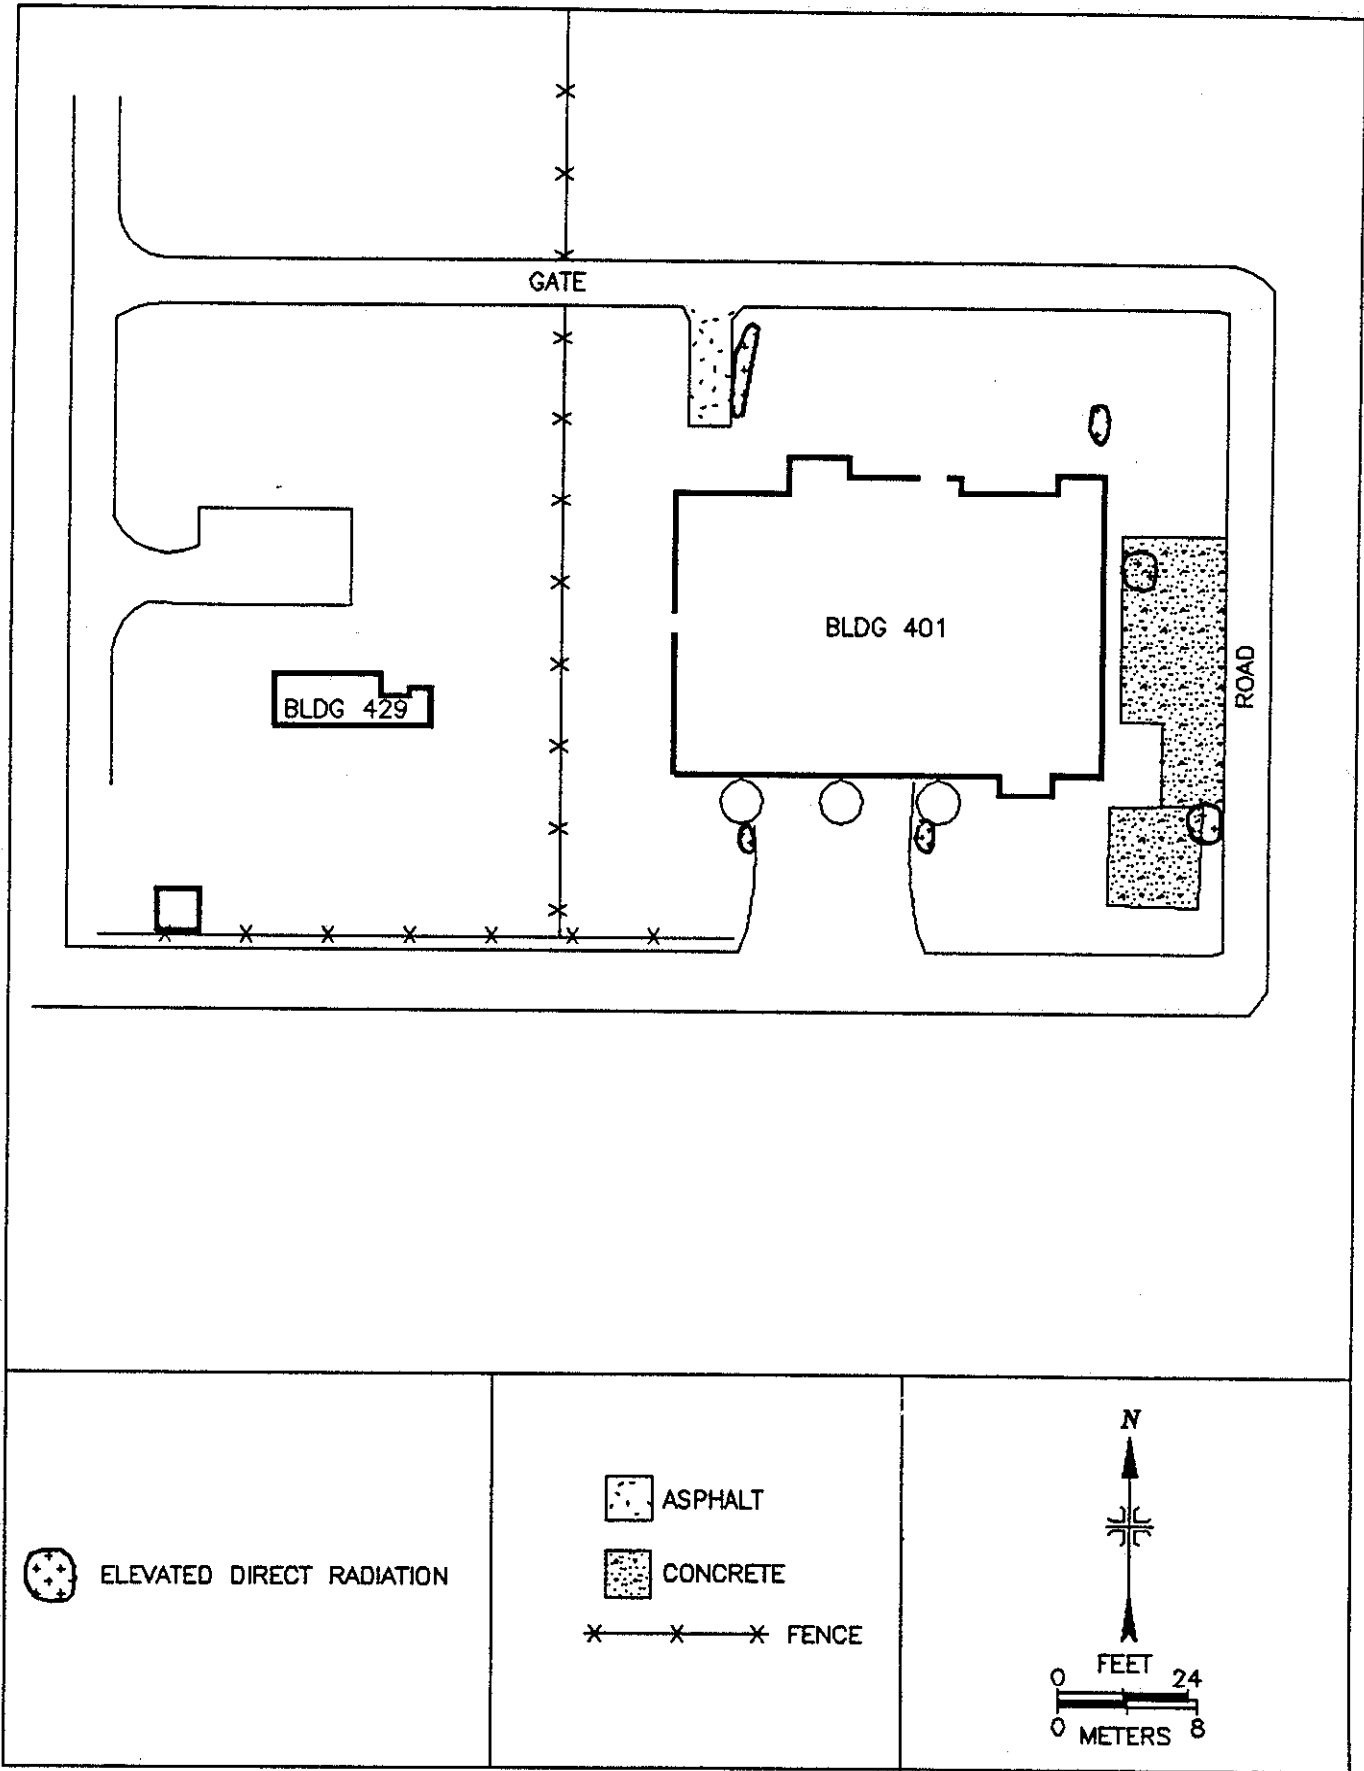 GATE
BLDG 401
ROAD
BLDG 429
ELEVATED DIRECT RADIATION
ASPHALT
CONCRETE
FENCE
N
FEET
0 24
0 8
METERS